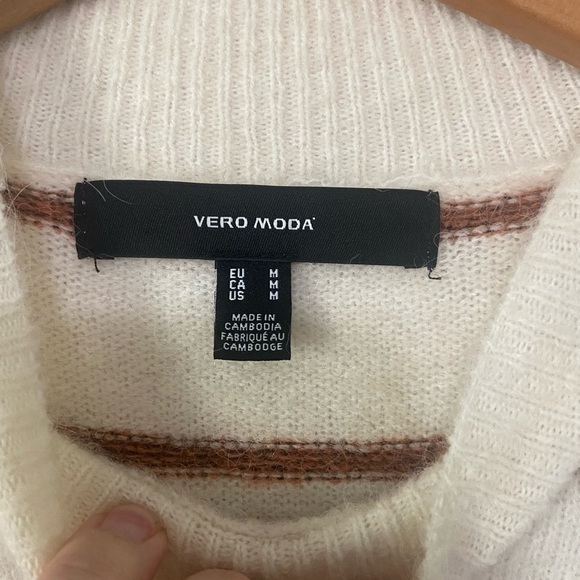 VERO MODA
EU M
CA M
US M
MADE IN
CAMBODIA
FABRIQUÉ AU
CAMBODGE